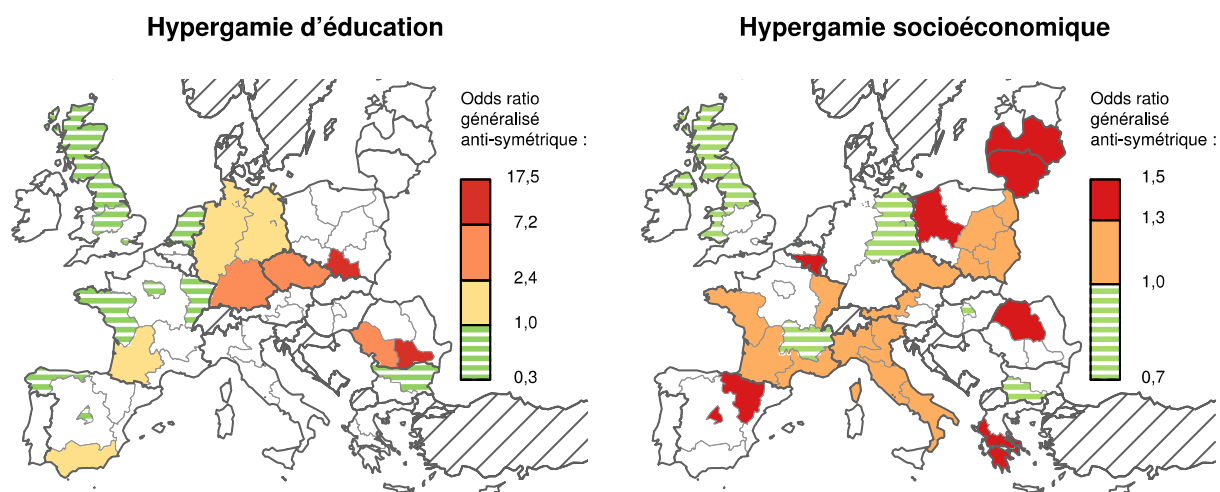 Hypergamie d'éducation
Odds ratio
généralisé
anti-symétrique :
17,5
7,2
2,4
1,0
0,3
Hypergamie socioéconomique
Odds ratio
généralisé
anti-symétrique :
1,5
1,3
1,0
0,7